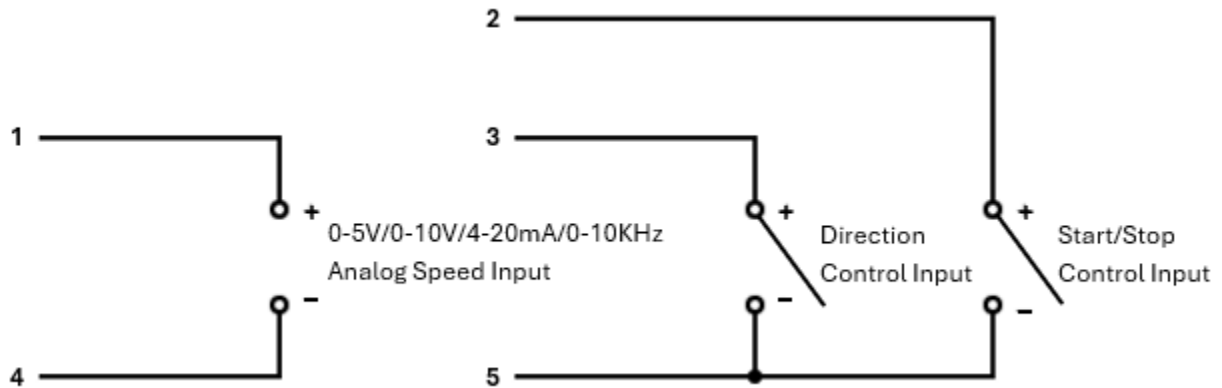 2
1
3
+
+
+
0-5V/0-10V/4-20mA/0-10KHz
Analog Speed Input
Direction
Control Input
Start/Stop
Control Input
−
−
−
4
5